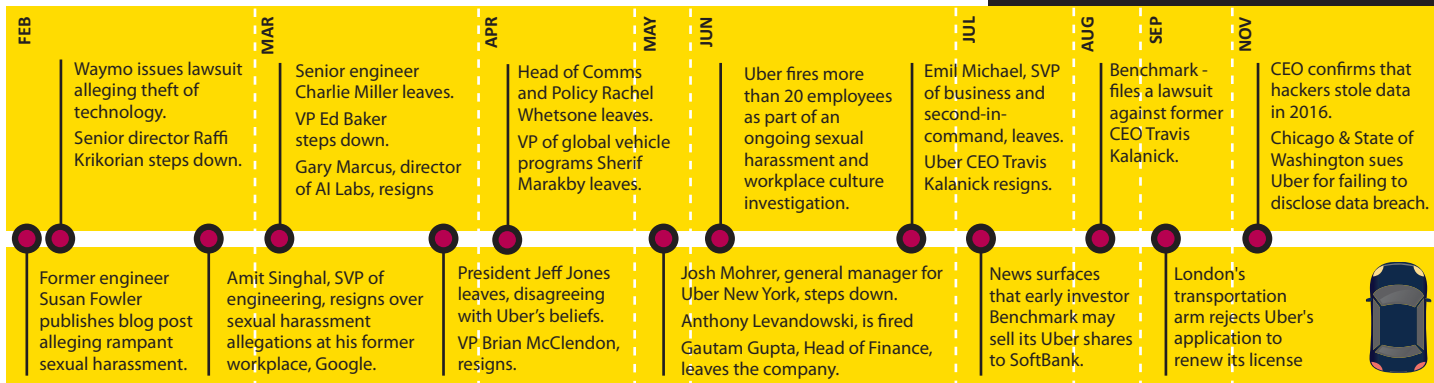 FEB
MAR
APR
MAY
JUN
JUL
AUG
SEP
NOV
Waymo issues lawsuit
alleging theft of
technology.
Senior director Raffi
Krikorian steps down.
Senior engineer
Charlie Miller leaves.
VP Ed Baker
steps down.
Gary Marcus, director
of AI Labs, resigns
Head of Comms
and Policy Rachel
Whetsone leaves.
VP of global vehicle
programs Sherif
Marakby leaves.
Uber fires more
than 20 employees
as part of an
ongoing sexual
harassment and
workplace culture
investigation.
Emil Michael, SVP
of business and
second-in-
command, leaves.
Uber CEO Travis
Kalanick resigns.
Benchmark -
files a lawsuit
against former
CEO Travis
Kalanick.
CEO confirms that
hackers stole data
in 2016.
Chicago & State of
Washington sues
Uber for failing to
disclose data breach.
Former engineer
Susan Fowler
publishes blog post
alleging rampant
sexual harassment.
Amit Singhal, SVP of
engineering, resigns over
sexual harassment
allegations at his former
workplace, Google.
President Jeff Jones
leaves, disagreeing
with Uber's beliefs.
VP Brian McClendon,
resigns.
Josh Mohrer, general manager for
Uber New York, steps down.
Anthony Levandowski, is fired
Gautam Gupta, Head of Finance,
leaves the company.
News surfaces
that early investor
Benchmark may
sell its Uber shares
to SoftBank.
London's
transportation
arm rejects Uber's
application to
renew its license